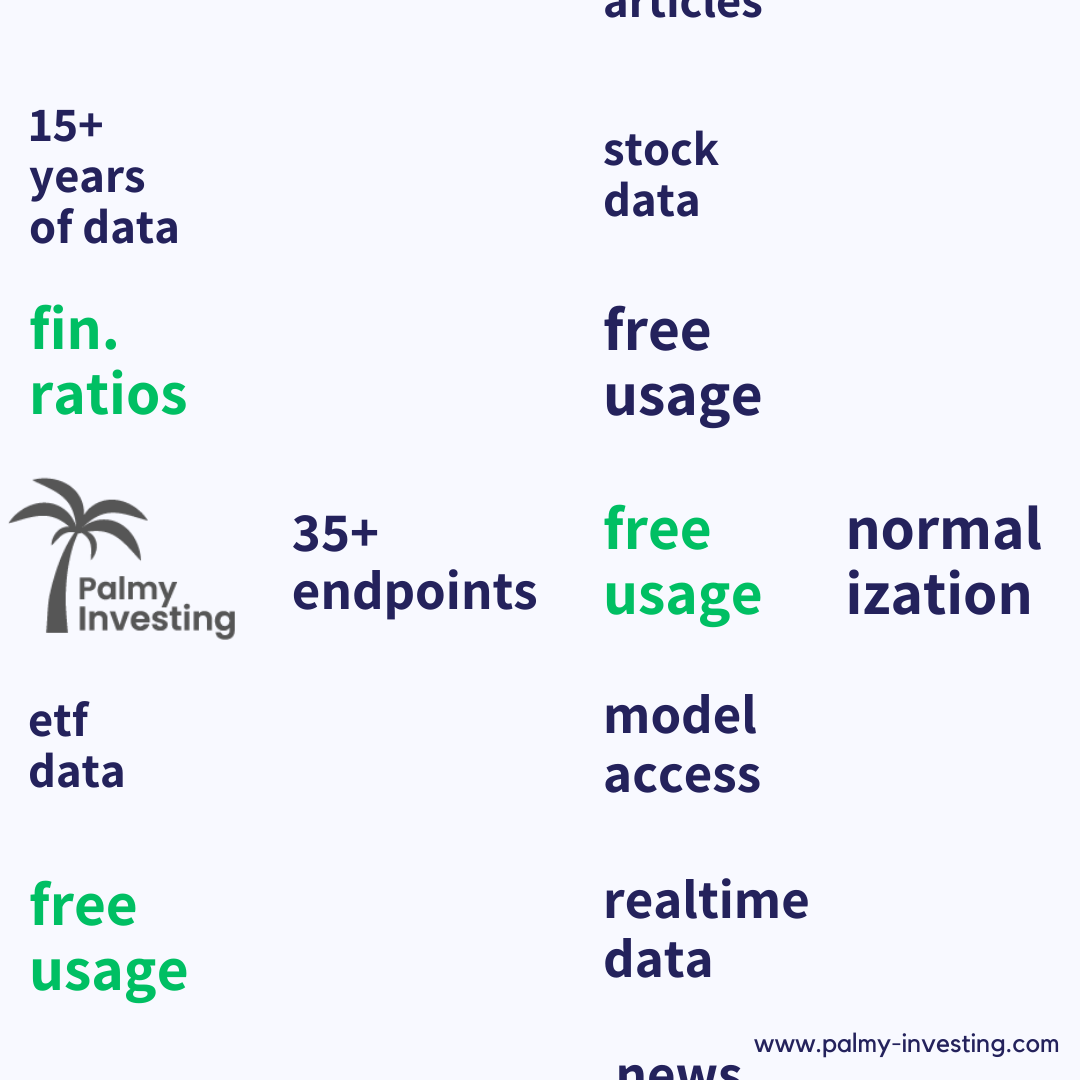 articles
15+
years
of data
stock
data
fin.
ratios
free
usage
Palmy
Investing
35+
endpoints
free
usage
normal
ization
etf
data
model
access
free
usage
realtime
data
www.palmy-investing.com
news